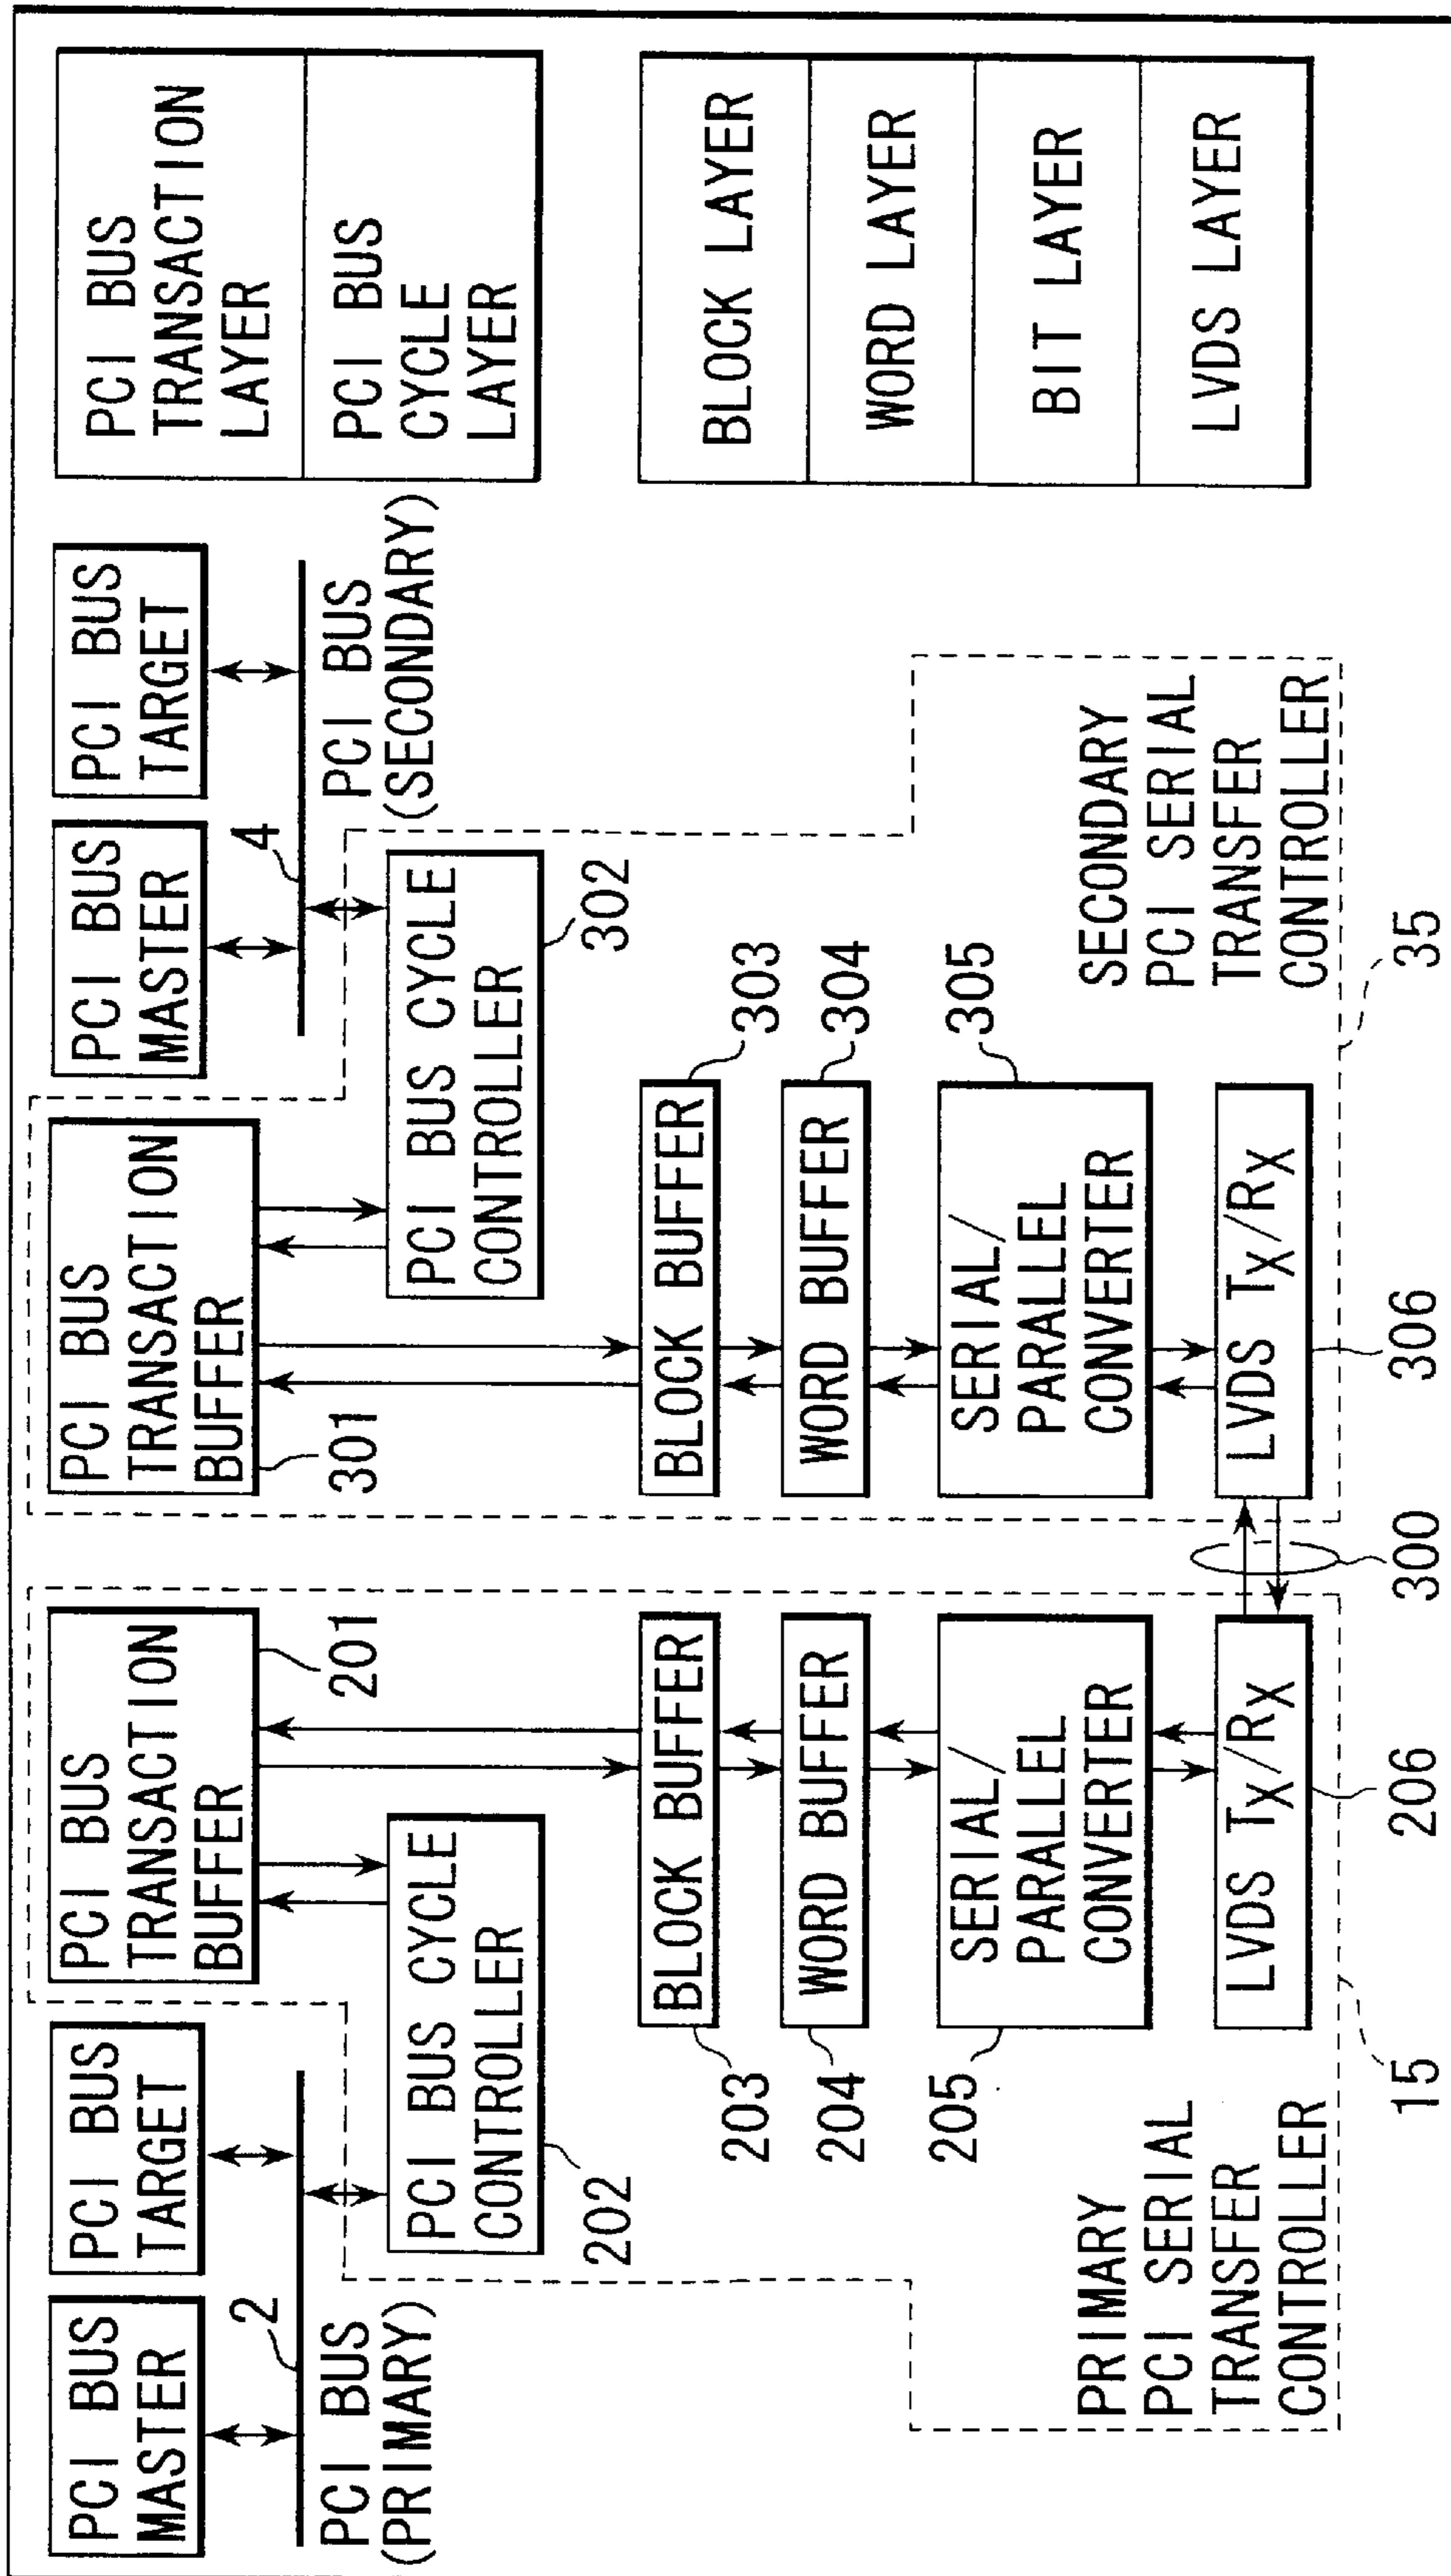 PCI BUS
MASTER
PCI BUS
TARGET
2
PCI BUS
(PRIMARY)
PCI BUS
TRANSACTION
BUFFER
201
PCI BUS CYCLE
CONTROLLER
202
BLOCK BUFFER
203
WORD BUFFER
204
SERIAL/
PARALLEL
CONVERTER
205
LVDS TX/RX
206
PRIMARY
PCI SERIAL
TRANSFER
CONTROLLER
15
300
PCI BUS
TRANSACTION
BUFFER
301
PCI BUS CYCLE
CONTROLLER
302
BLOCK BUFFER
303
WORD BUFFER
304
SERIAL/
PARALLEL
CONVERTER
305
LVDS TX/RX
306
SECONDARY
PCI SERIAL
TRANSFER
CONTROLLER
35
PCI BUS
MASTER
PCI BUS
TARGET
4
PCI BUS
(SECONDARY)
PCI BUS
TRANSACTION
LAYER
PCI BUS
CYCLE
LAYER
BLOCK LAYER
WORD LAYER
BIT LAYER
LVDS LAYER